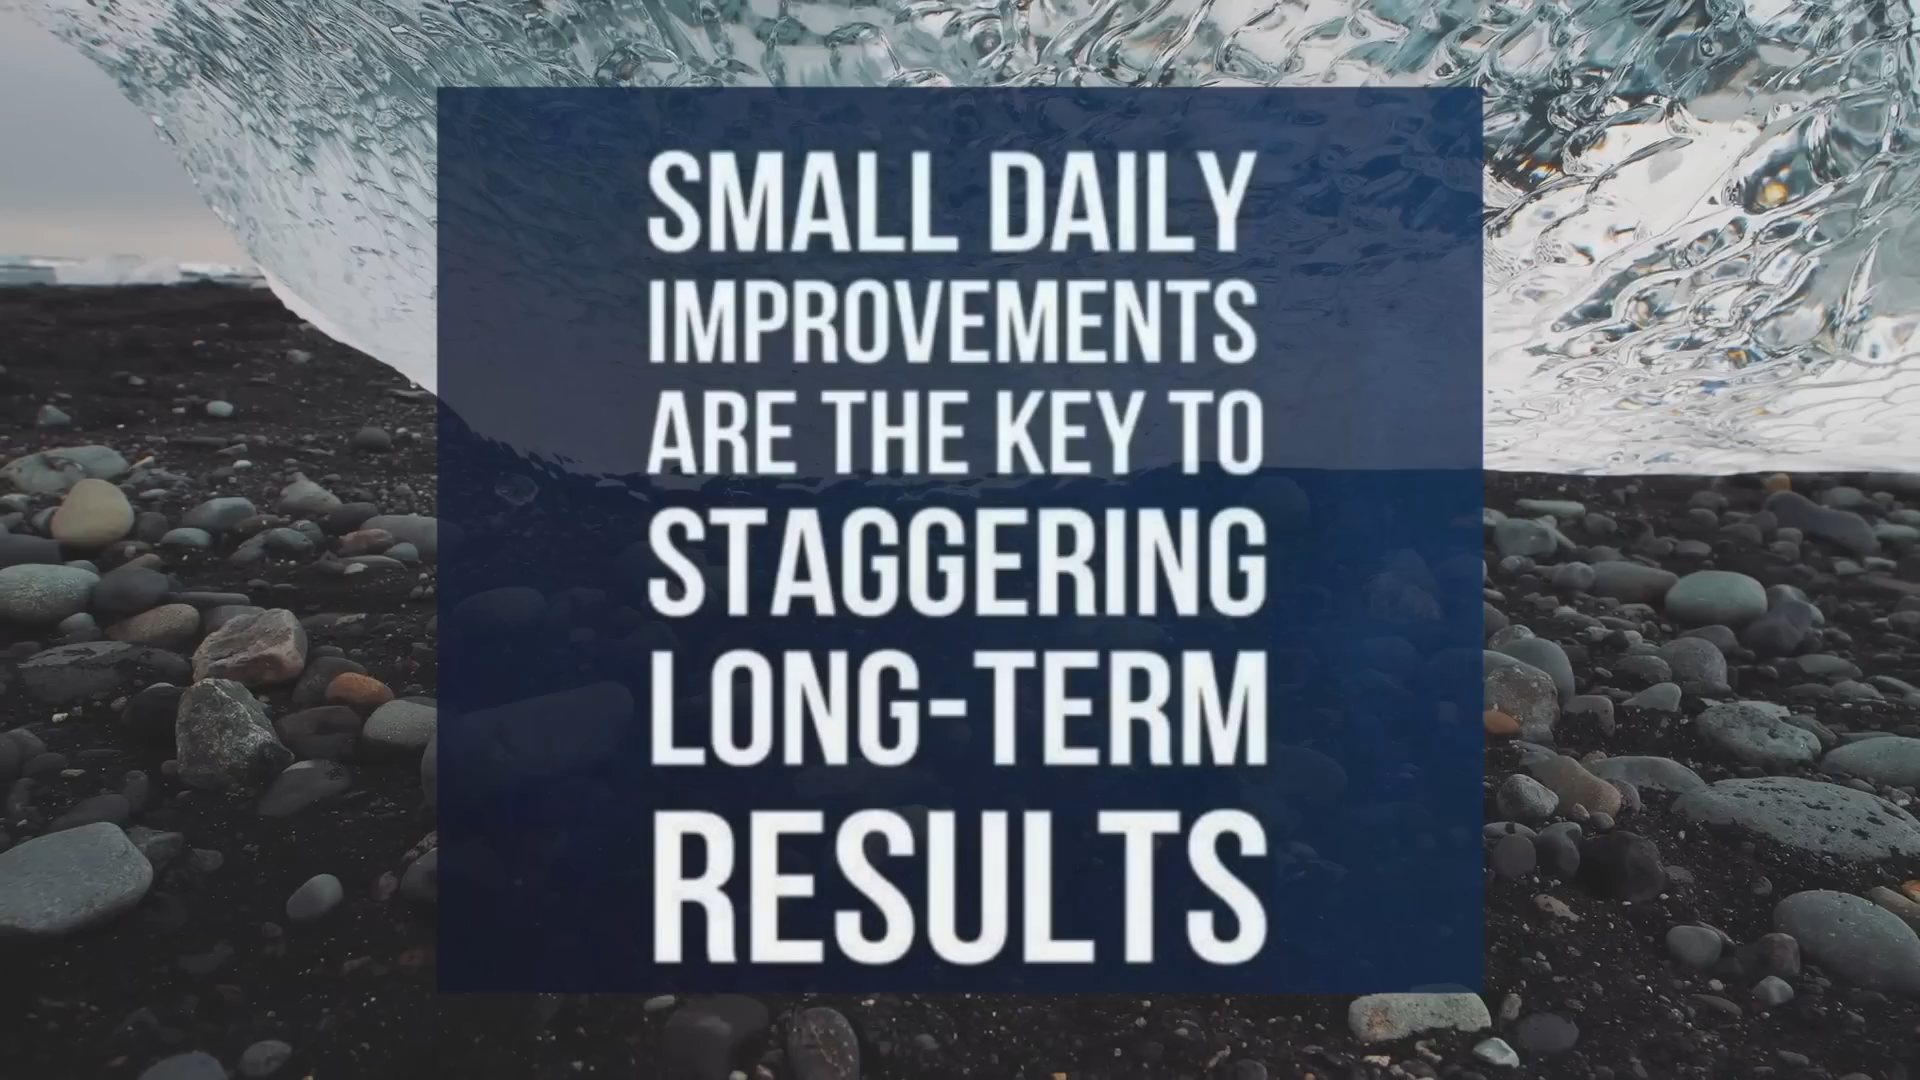 SMALL DAILY
IMPROVEMENTS
ARE THE KEY TO
STAGGERING
LONG-TERM
RESULTS